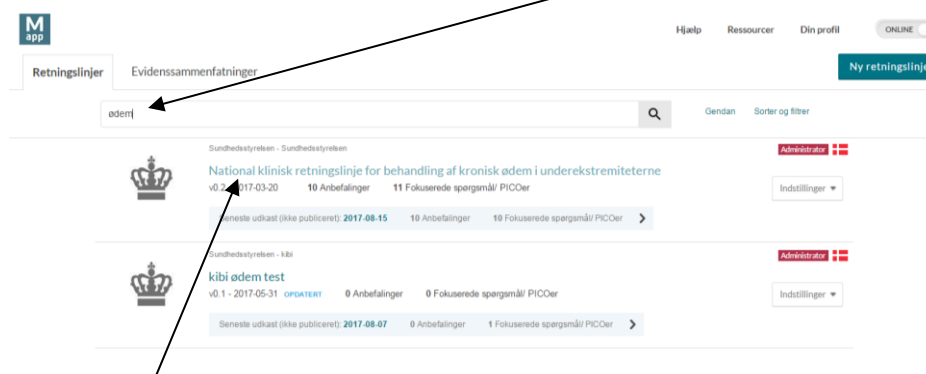 M
app
Hjælp Ressourcer Din profil ONLINE
Retningslinjer Evidenssammenfatninger Ny retningslinje
ødem Gendan Sorter og filtrer
Sundhedsstyrelsen - Sundhedsstyrelsen Administrator
National klinisk retningslinje for behandling af kronisk ødem i underekstremiteterne
v0.2 2017-03-20 10 Anbefalinger 11 Fokuserede spørgsmål/ PICOer Indstillinger
Seneste udkast (ikke publiceret): 2017-08-15 10 Anbefalinger 10 Fokuserede spørgsmål/ PICOer
Sundhedsstyrelsen - kibi Administrator
kibi ødem test
v0.1 - 2017-05-31 OPDATERT 0 Anbefalinger 0 Fokuserede spørgsmål/ PICOer Indstillinger
Seneste udkast (ikke publiceret): 2017-08-07 0 Anbefalinger 1 Fokuserede spørgsmål/ PICOer